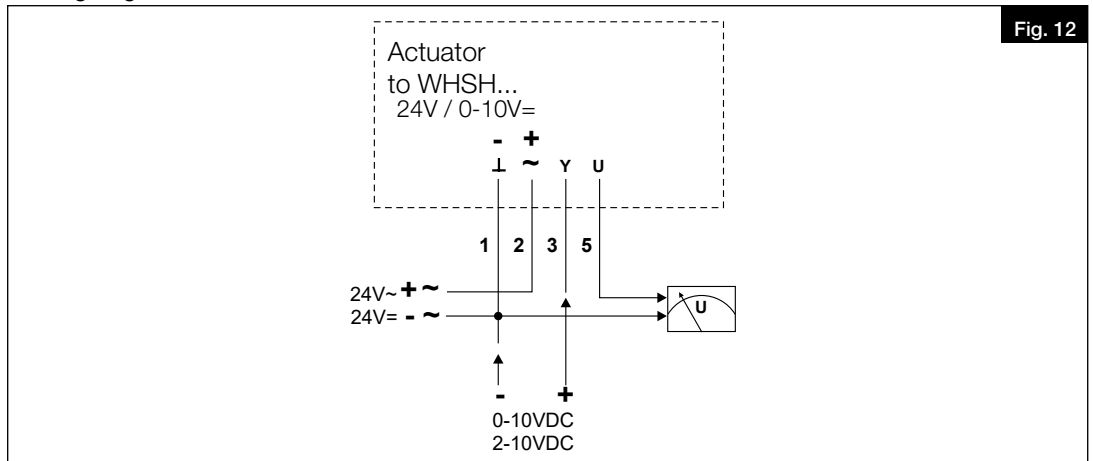 Fig. 12
Actuator
to WHSH...
24V / 0-10V=
- +
⊥ ~ Y U
1 2 3 5
24V~ + ~
24V= - ~
U
- +
0-10VDC
2-10VDC